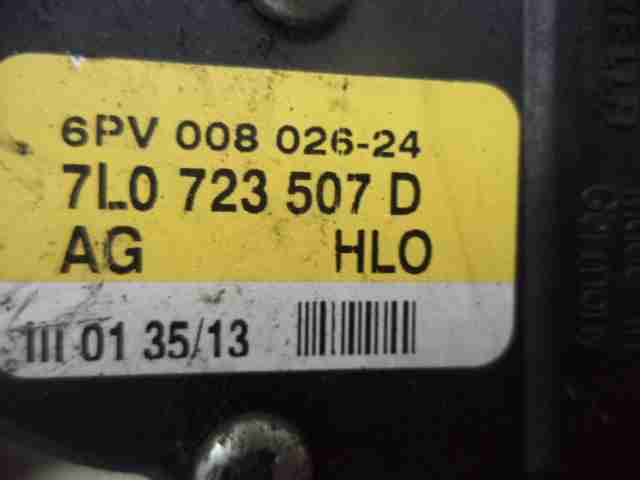 6PV 008 026-24
7L0 723 507 D
AG HLO
III 01 35/13